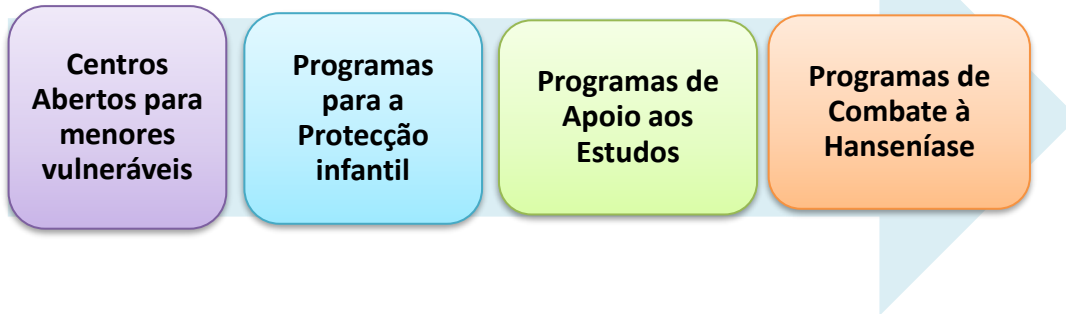 Centros
Abertos para
menores
vulneráveis
Programas
para a
Protecção
infantil
Programas de
Apoio aos
Estudos
Programas de
Combate à
Hanseníase